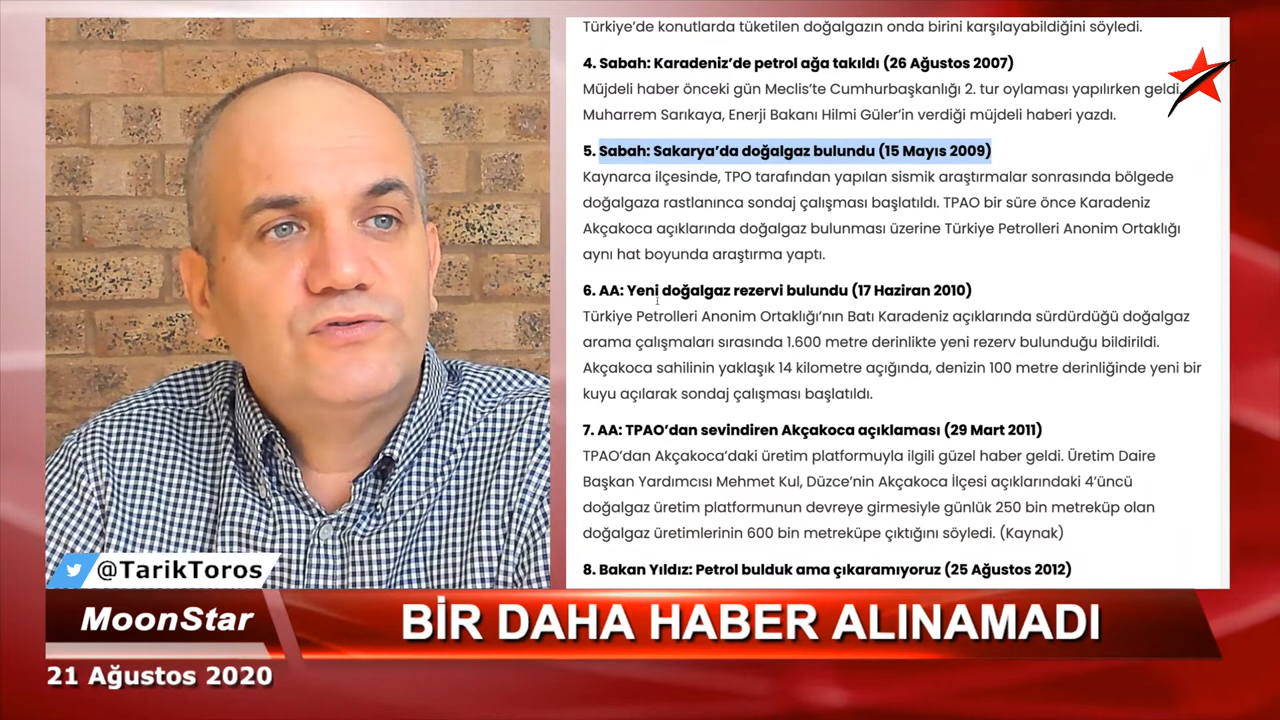 Türkiye’de konutlarda tüketilen doğalgazın onda birini karşılayabildiğini söyledi.
4. Sabah: Karadeniz’de petrol ağa takıldı (26 Ağustos 2007)
Müjdeli haber önceki gün Meclis’te Cumhurbaşkanlığı 2. tur oylaması yapılırken geldi.
Muharrem Sarıkaya, Enerji Bakanı Hilmi Güler’in verdiği müjdeli haberi yazdı.
5. Sabah: Sakarya’da doğalgaz bulundu (15 Mayıs 2009)
Kaynarca ilçesinde, TPO tarafından yapılan sismik araştırmalar sonrasında bölgede
doğalgaza rastlanınca sondaj çalışması başlatıldı. TPAO bir süre önce Karadeniz
Akçakoca açıklarında doğalgaz bulunması üzerine Türkiye Petrolleri Anonim Ortaklığı
aynı hat boyunda araştırma yaptı.
6. AA: Yeni doğalgaz rezervi bulundu (17 Haziran 2010)
Türkiye Petrolleri Anonim Ortaklığı’nın Batı Karadeniz açıklarında sürdürdüğü doğalgaz
arama çalışmaları sırasında 1.600 metre derinlikte yeni rezerv bulunduğu bildirildi.
Akçakoca sahilinin yaklaşık 14 kilometre açığında, denizin 100 metre derinliğinde yeni bir
kuyu açılarak sondaj çalışması başlatıldı.
7. AA: TPAO’dan sevindiren Akçakoca açıklaması (29 Mart 2011)
TPAO’dan Akçakoca’daki üretim platformuyla ilgili güzel haber geldi. Üretim Daire
Başkan Yardımcısı Mehmet Kul, Düzce’nin Akçakoca İlçesi açıklarındaki 4’üncü
doğalgaz üretim platformunun devreye girmesiyle günlük 250 bin metreküp olan
doğalgaz üretimlerinin 600 bin metreküpe çıktığını söyledi. (Kaynak)
8. Bakan Yıldız: Petrol bulduk ama çıkaramıyoruz (25 Ağustos 2012)
@TarikToros
MoonStar
BİR DAHA HABER ALINAMADI
21 Ağustos 2020